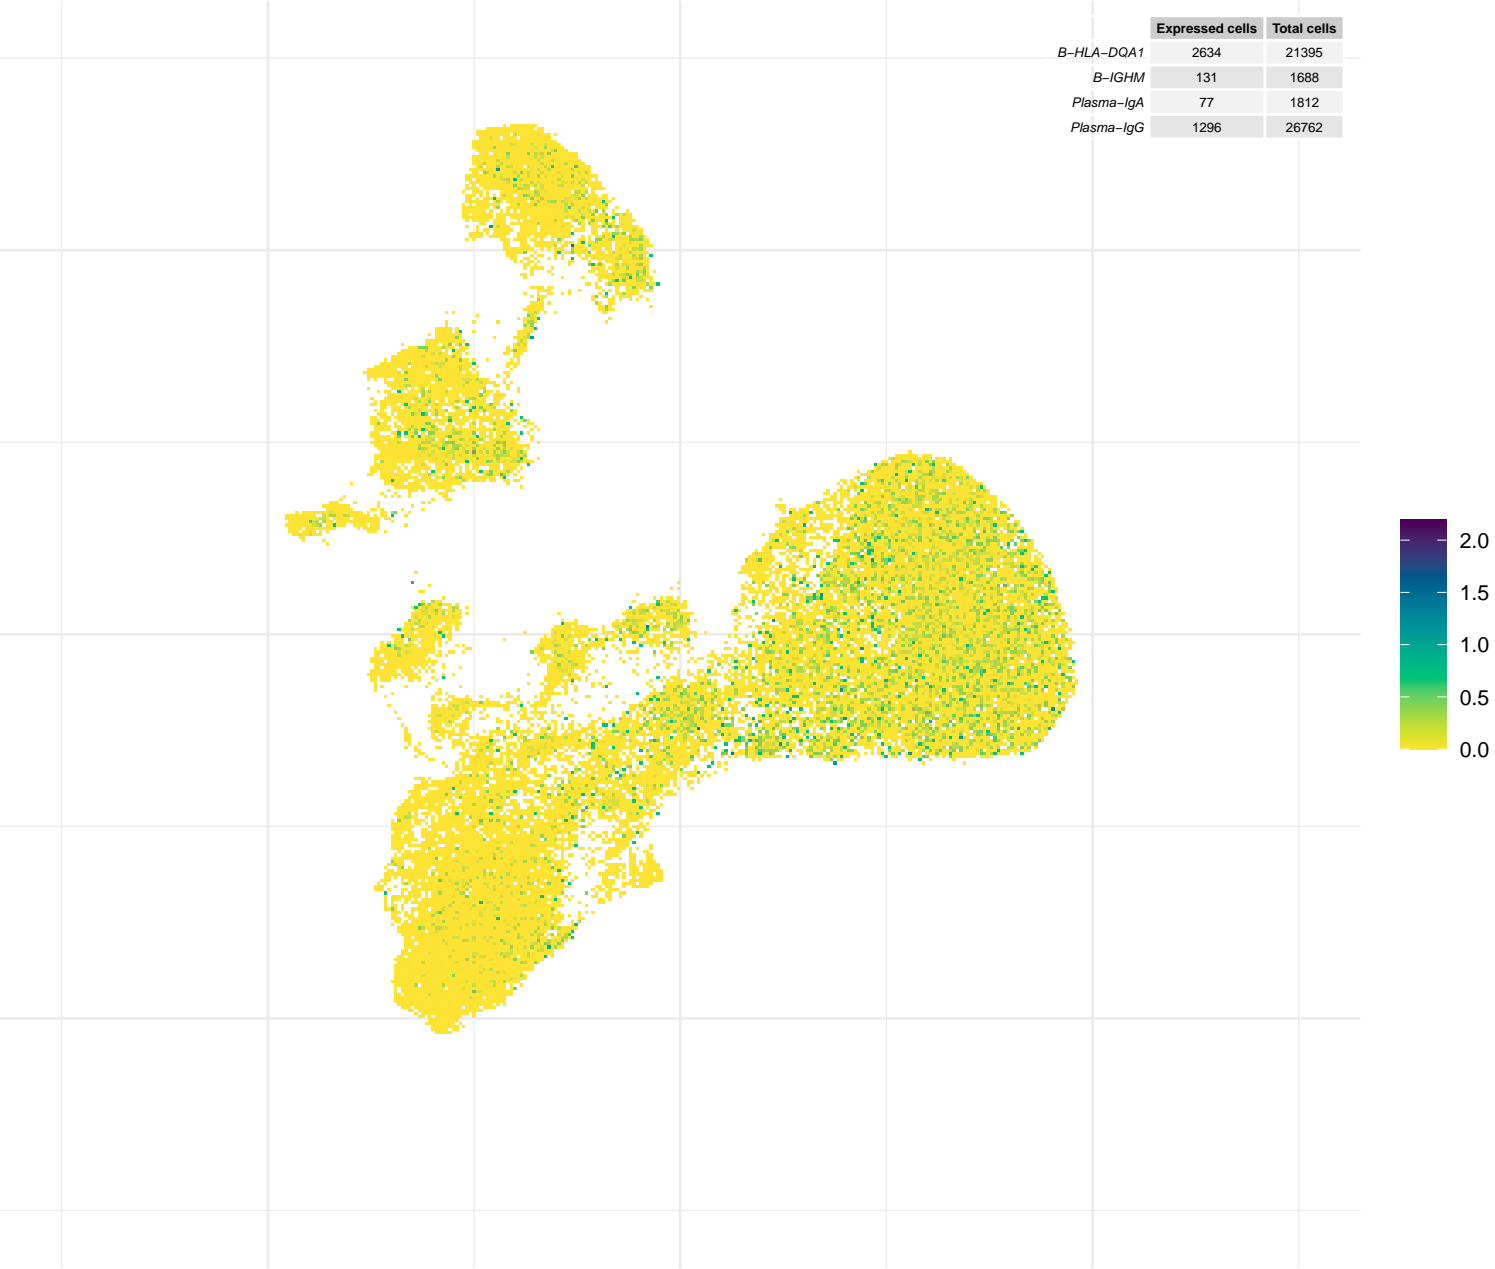 Expressed cells Total cells
B−HLA−DQA1 2634 21395
B−IGHM 131 1688
Plasma−IgA 77 1812
Plasma−IgG 1296 26762
2.0
1.5
1.0
0.5
0.0